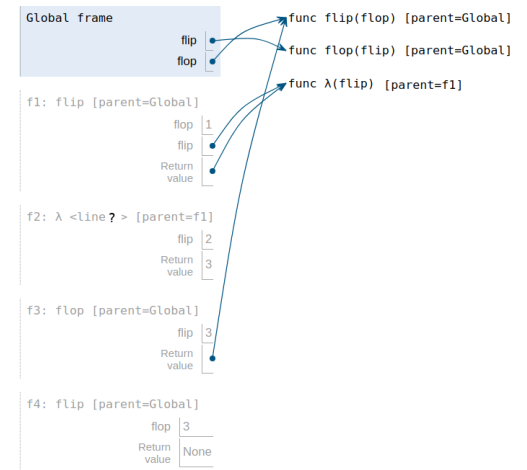 Global frame
flip
flop
func flip(flop) [parent=Global]
func flop(flip) [parent=Global]
func λ(flip) [parent=f1]
f1: flip [parent=Global]
flop 1
flip
Return
value
f2: λ <line ? > [parent=f1]
flip 2
Return
value 3
f3: flop [parent=Global]
flip 3
Return
value
f4: flip [parent=Global]
flop 3
Return
value None